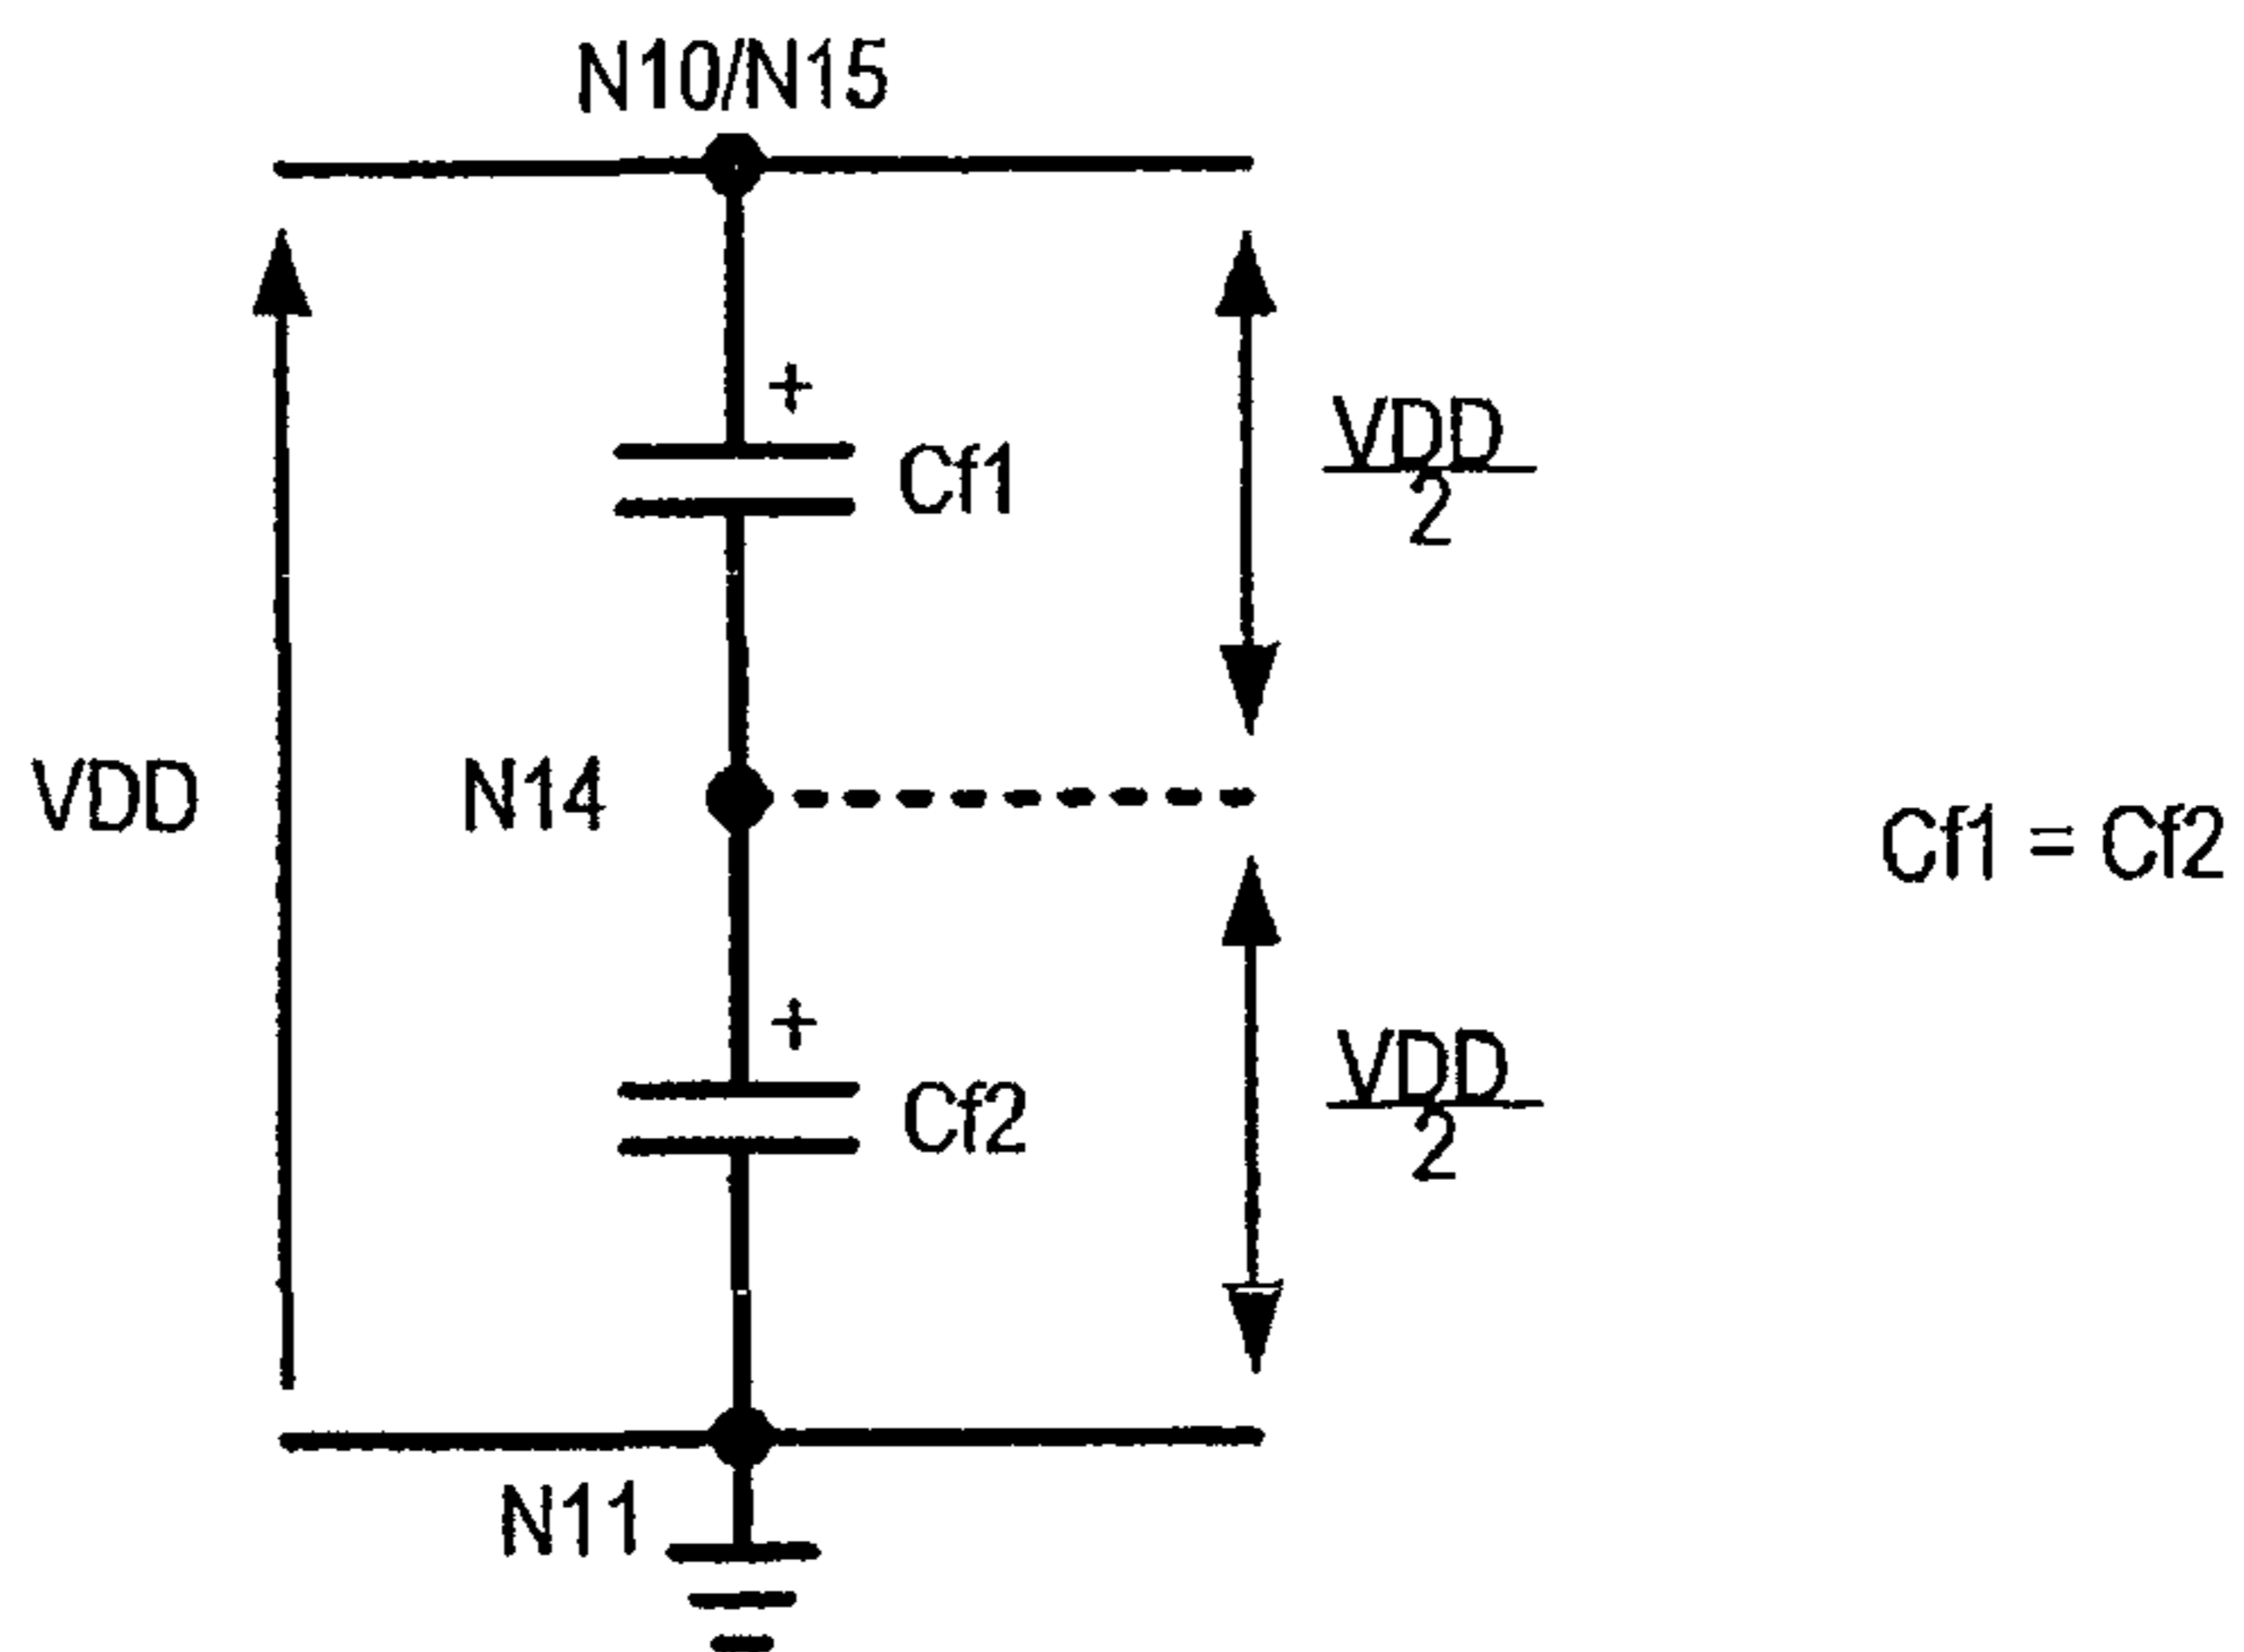 N10/N15
+
Cf1
VDD
2
VDD
N14
Cf1 = Cf2
+
Cf2
VDD
2
N11